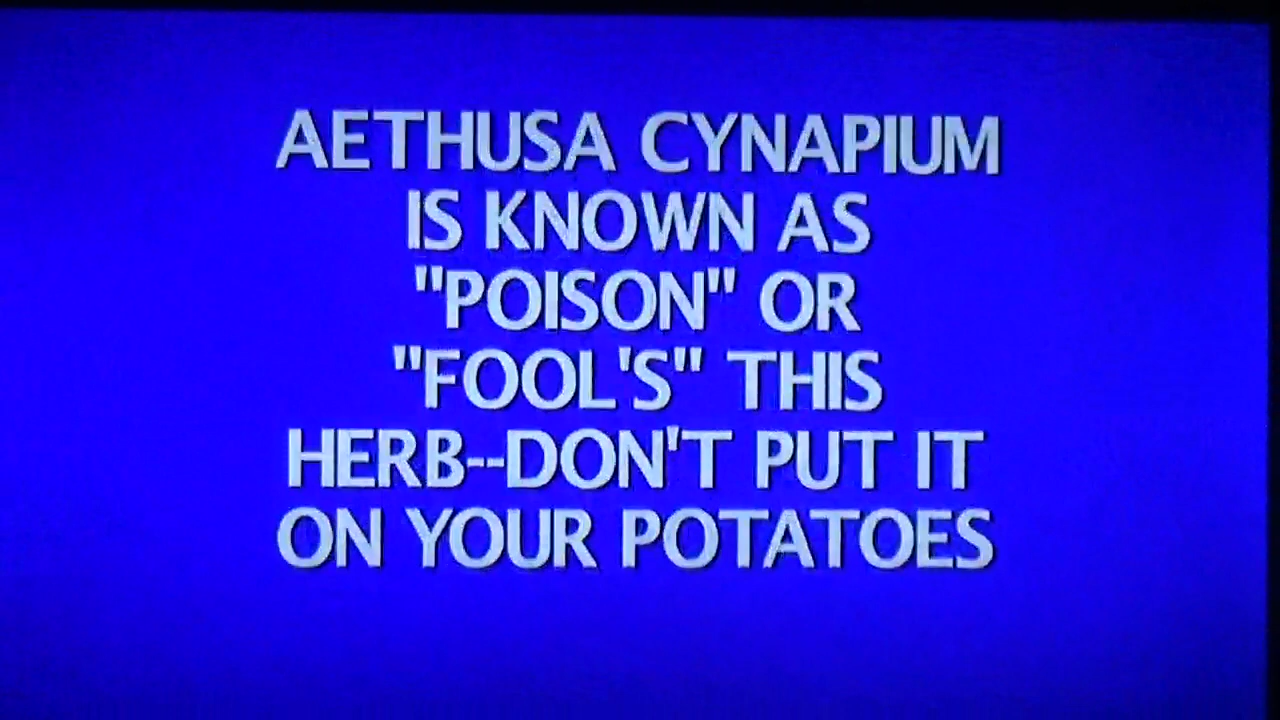 AETHUSA CYNAPIUM
IS KNOWN AS
"POISON" OR
"FOOL'S" THIS
HERB--DON'T PUT IT
ON YOUR POTATOES